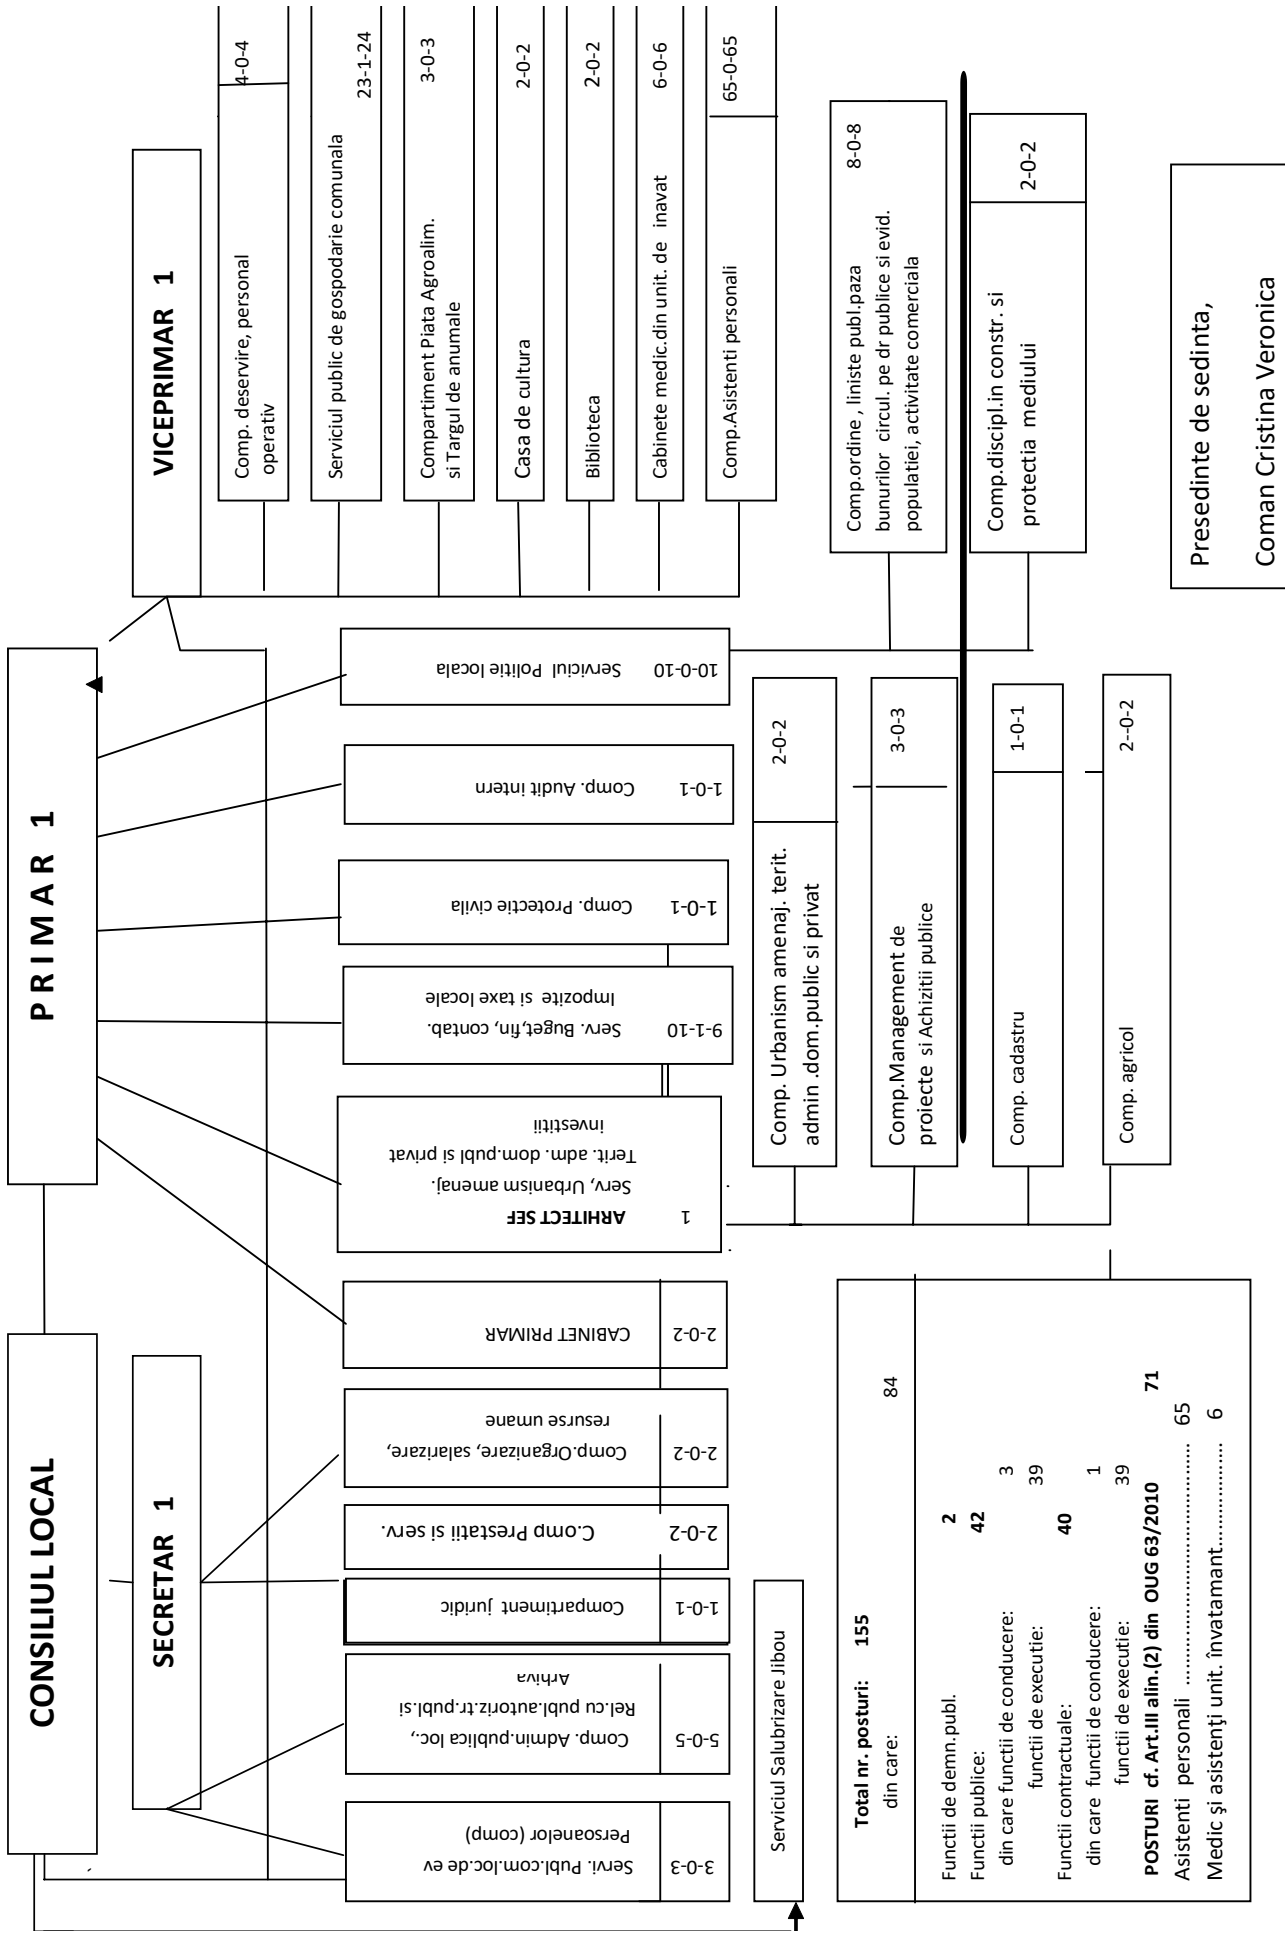 CONSILIUL LOCAL
PRIMAR 1
SECRETAR 1
VICEPRIMAR 1
Servi. Publ.com.loc.de ev
Persoanelor (comp)
3-0-3
Comp. Admin.publica loc.,
Rel.cu publ.autoriz.tr.publ.si
Arhiva
5-0-5
Compartiment juridic
1-0-1
C.omp Prestatii si serv.
2-0-2
Comp.Organizare, salarizare,
resurse umane
2-0-2
CABINET PRIMAR
2-0-2
ARHITECT SEF
Serv, Urbanism amenaj.
Terit. adm. dom.publ si privat
investitii
1
Serv. Buget,fin, contab.
Impozite si taxe locale
9-1-10
Comp. Protectie civila
1-0-1
Comp. Audit intern
1-0-1
Serviciul Politie locala
10-0-10
Comp. deservire, personal
operativ
4-0-4
Serviciul public de gospodarie comunala
23-1-24
Compartiment Piata Agroalim.
si Targul de anumale
3-0-3
Casa de cultura
2-0-2
Biblioteca
2-0-2
Cabinete medic.din unit. de inavat
6-0-6
Comp.Asistenti personali
65-0-65
Comp.ordine , liniste publ.paza
bunurilor circul. pe dr publice si evid.
populatiei, activitate comerciala
8-0-8
Comp.discipl.in constr. si
protectia mediului
2-0-2
Comp. Urbanism amenaj. terit.
admin .dom.public si privat
2-0-2
Comp.Management de
proiecte si Achizitii publice
3-0-3
Comp. cadastru
1-0-1
Comp. agricol
2--0-2
Serviciul Salubrizare Jibou
Total nr. posturi: 155
din care: 84
Functii de demn.publ. 2
Functii publice: 42
din care functii de conducere: 3
functii de executie: 39
Functii contractuale: 40
din care functii de conducere: 1
functii de executie: 39
POSTURI cf. Art.III alin.(2) din OUG 63/2010 71
Asistenti personali ................................................ 65
Medic și asistenţi unit. învatamant.................. 6
Presedinte de sedinta,
Coman Cristina Veronica